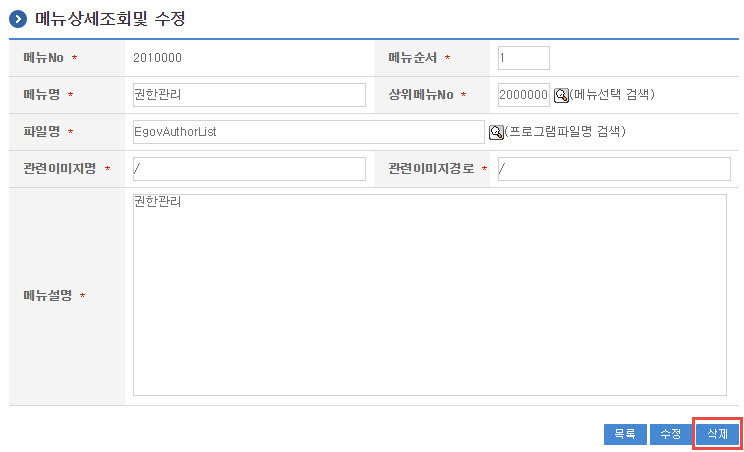 메뉴상세조회및 수정
메뉴No * 2010000 메뉴순서 * 1
메뉴명 * 권한관리 상위메뉴No * 2000000 (메뉴선택 검색)
파일명 * EgovAuthorList (프로그램파일명 검색)
관련이미지명 * / 관련이미지경로 * /
권한관리
메뉴설명 *
목록 수정 삭제